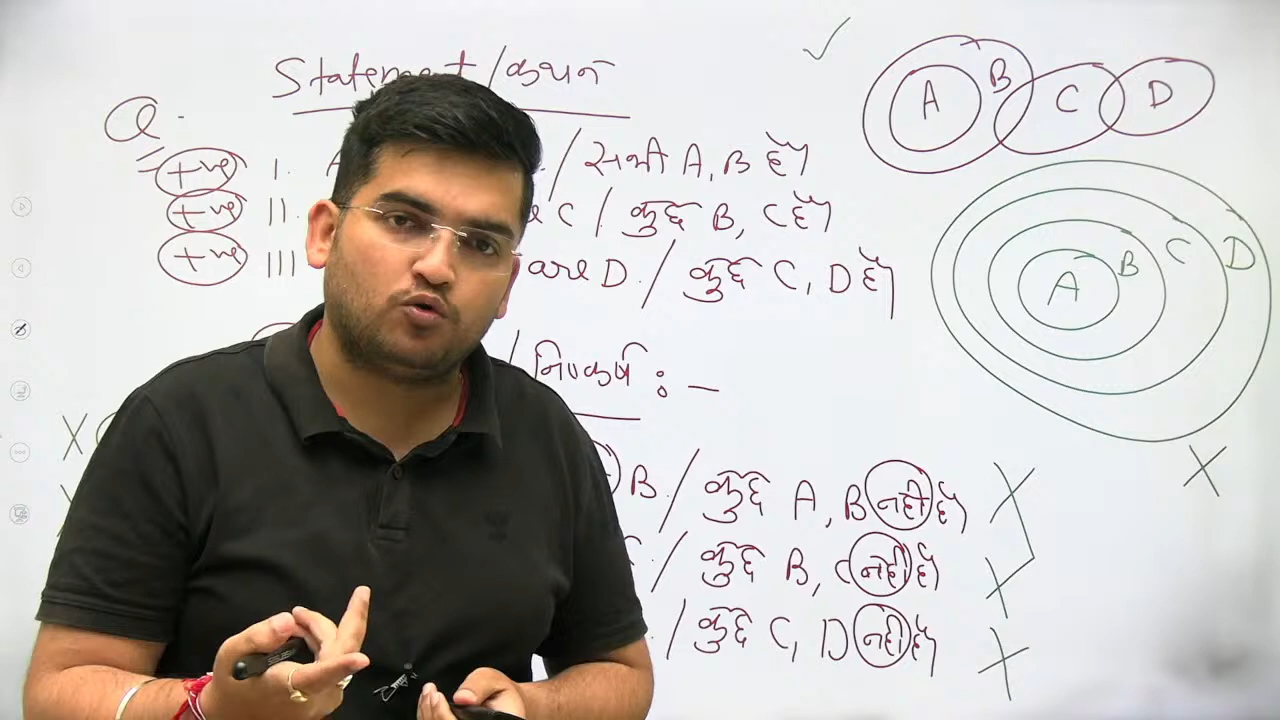 Statement/कथन
Q.
+ve I. A / सभी A, B हैं।
+ve II. C / कुछ B, C हैं।
+ve III are D. / कुछ C, D हैं।
/ निष्कर्ष : —
B. / कुछ A, B नहीं हैं।
/ कुछ B, C नहीं हैं।
/ कुछ C, D नहीं हैं।
A B C D
A B C D